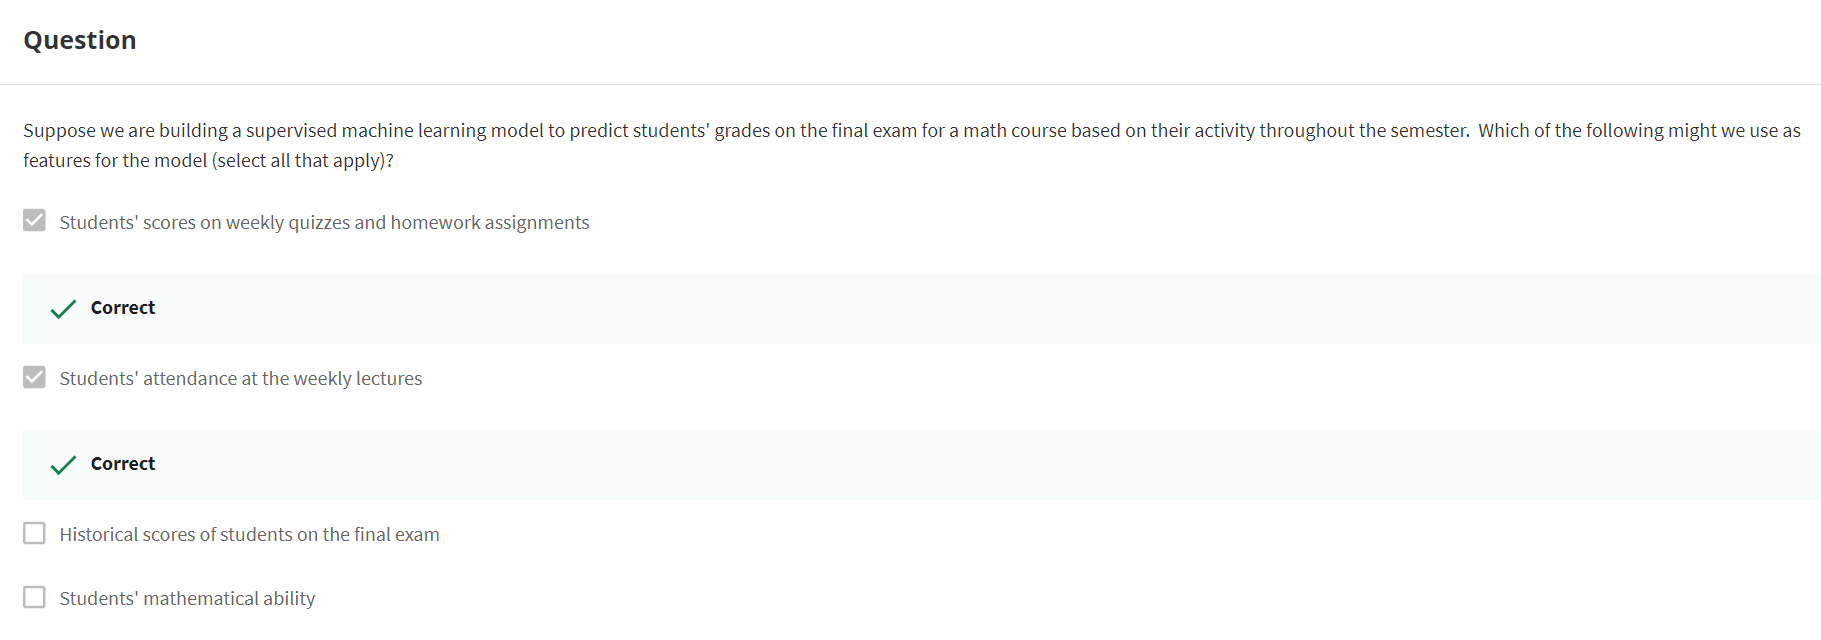 Question
Suppose we are building a supervised machine learning model to predict students' grades on the final exam for a math course based on their activity throughout the semester.  Which of the following might we use as
features for the model (select all that apply)?
Students' scores on weekly quizzes and homework assignments
Correct
Students' attendance at the weekly lectures
Correct
Historical scores of students on the final exam
Students' mathematical ability